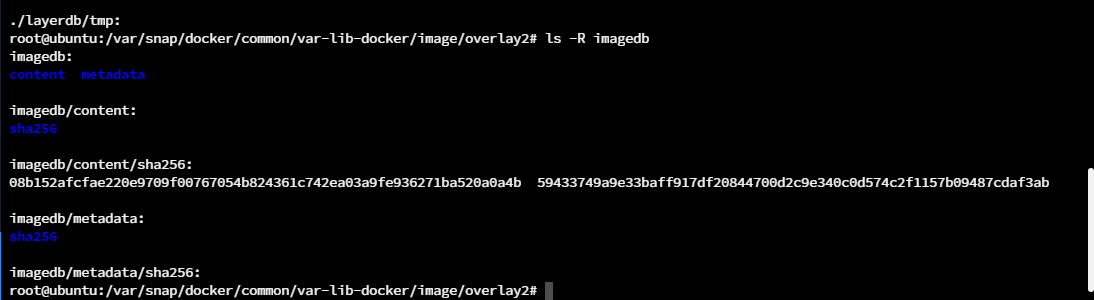 ./layerdb/tmp:
root@ubuntu:/var/snap/docker/common/var-lib-docker/image/overlay2# ls -R imagedb
imagedb:
content  metadata
imagedb/content:
sha256
imagedb/content/sha256:
08b152afcfae220e9709f00767054b824361c742ea03a9fe936271ba520a0a4b  59433749a9e33baff917df20844700d2c9e340c0d574c2f1157b09487cdaf3ab
imagedb/metadata:
sha256
imagedb/metadata/sha256:
root@ubuntu:/var/snap/docker/common/var-lib-docker/image/overlay2#